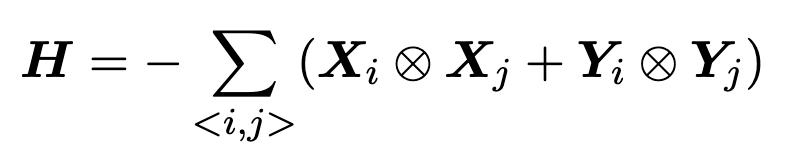 H = − ∑ (X_i ⊗ X_j + Y_i ⊗ Y_j)
<i,j>